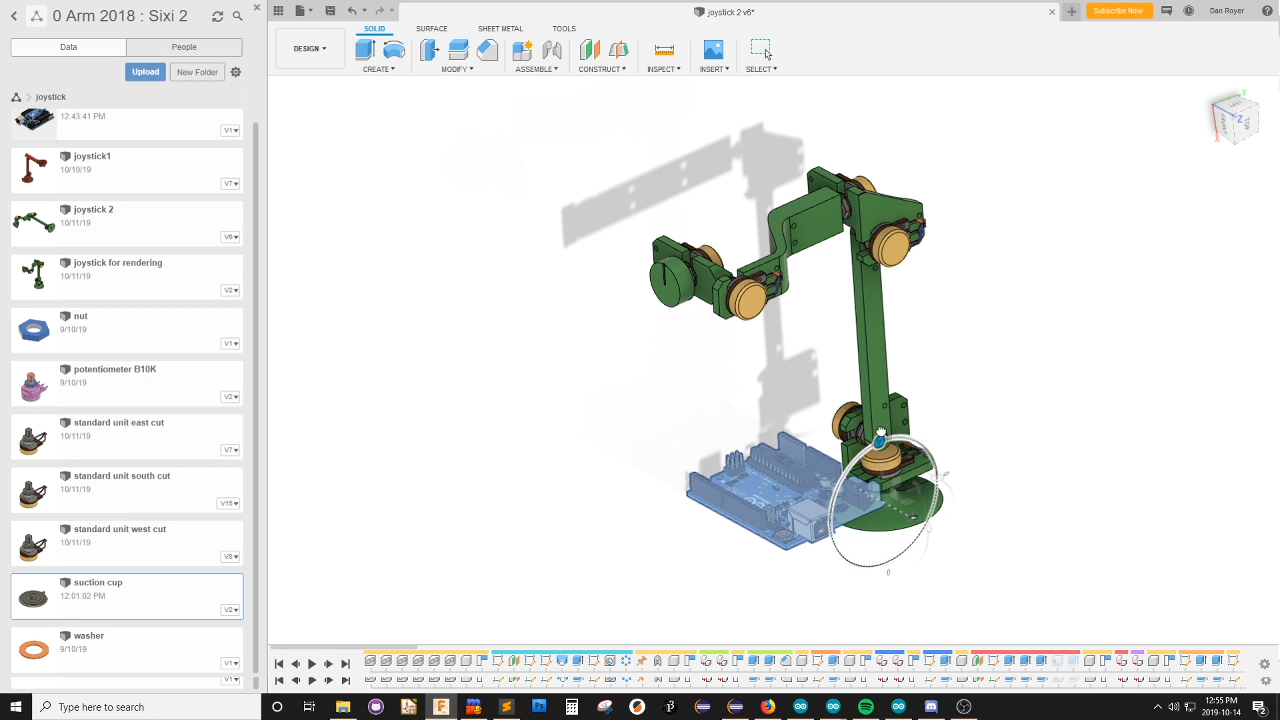 0 Arm 2018 : Sixi 2
Data
People
Upload
New Folder
joystick
12:43:41 PM
V1
joystick1
10/10/19
V7
joystick 2
10/11/19
V6
joystick for rendering
10/11/19
V2
nut
9/10/19
V1
potentiometer B10K
9/10/19
V2
standard unit east cut
10/11/19
V7
standard unit south cut
10/11/19
V15
standard unit west cut
10/11/19
V8
suction cup
12:01:02 PM
V2
washer
9/10/19
V1
V1
joystick 2 v6*
Subscribe Now
Dan Royer
DESIGN
SOLID
SURFACE
SHEET METAL
TOOLS
CREATE
MODIFY
ASSEMBLE
CONSTRUCT
INSPECT
INSERT
SELECT
Y
Z
X
TOP
Type here to search
12:55 PM
2019-10-14
2